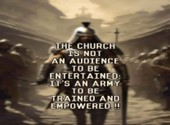 THE CHURCH
IS NOT
AN AUDIENCE
TO BE
ENTERTAINED;
IT'S AN ARMY
TO BE
TRAINED AND
EMPOWERED !!